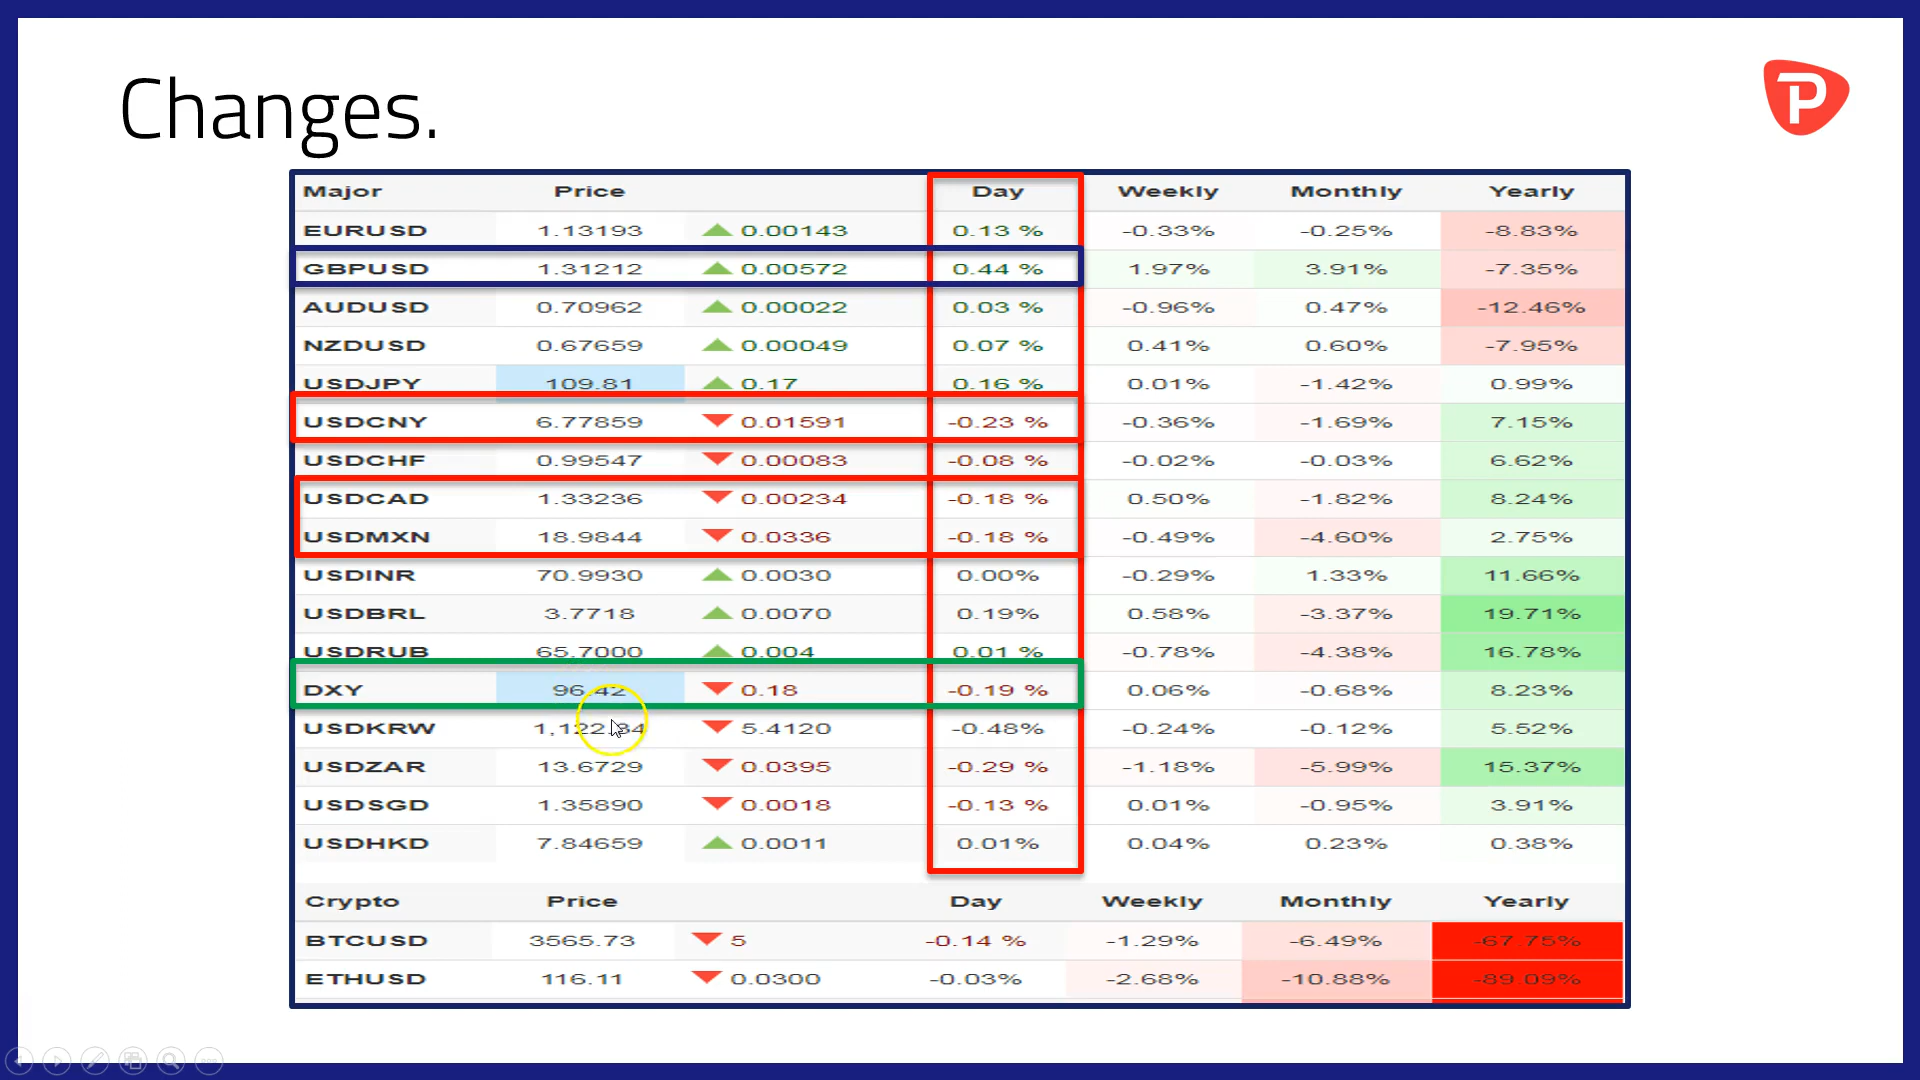 Changes.
P
Major Price Day Weekly Monthly Yearly
EURUSD 1.13193 0.00143 0.13 % -0.33% -0.25% -8.83%
GBPUSD 1.31212 0.00572 0.44 % 1.97% 3.91% -7.35%
AUDUSD 0.70962 0.00022 0.03 % -0.96% 0.47% -12.46%
NZDUSD 0.67659 0.00049 0.07 % 0.41% 0.60% -7.95%
USDJPY 109.81 0.17 0.16 % 0.01% -1.42% 0.99%
USDCNY 6.77859 0.01591 -0.23 % -0.36% -1.69% 7.15%
USDCHF 0.99547 0.00083 -0.08 % -0.02% -0.03% 6.62%
USDCAD 1.33236 0.00234 -0.18 % 0.50% -1.82% 8.24%
USDMXN 18.9844 0.0336 -0.18 % -0.49% -4.60% 2.75%
USDINR 70.9930 0.0030 0.00% -0.29% 1.33% 11.66%
USDBRL 3.7718 0.0070 0.19% 0.58% -3.37% 19.71%
USDRUB 65.7000 0.004 0.01 % -0.78% -4.38% 16.78%
DXY 96.42 0.18 -0.19 % 0.06% -0.68% 8.23%
USDKRW 5.4120 -0.48% -0.24% -0.12% 5.52%
USDZAR 13.6729 0.0395 -0.29 % -1.18% -5.99% 15.37%
USDSGD 1.35890 0.0018 -0.13 % 0.01% -0.95% 3.91%
USDHKD 7.84659 0.0011 0.01% 0.04% 0.23% 0.38%
Crypto Price Day Weekly Monthly Yearly
BTCUSD 3565.73 5 -0.14 % -1.29% -6.49% -67.75%
ETHUSD 116.11 0.0300 -0.03% -2.68% -10.88% -89.09%